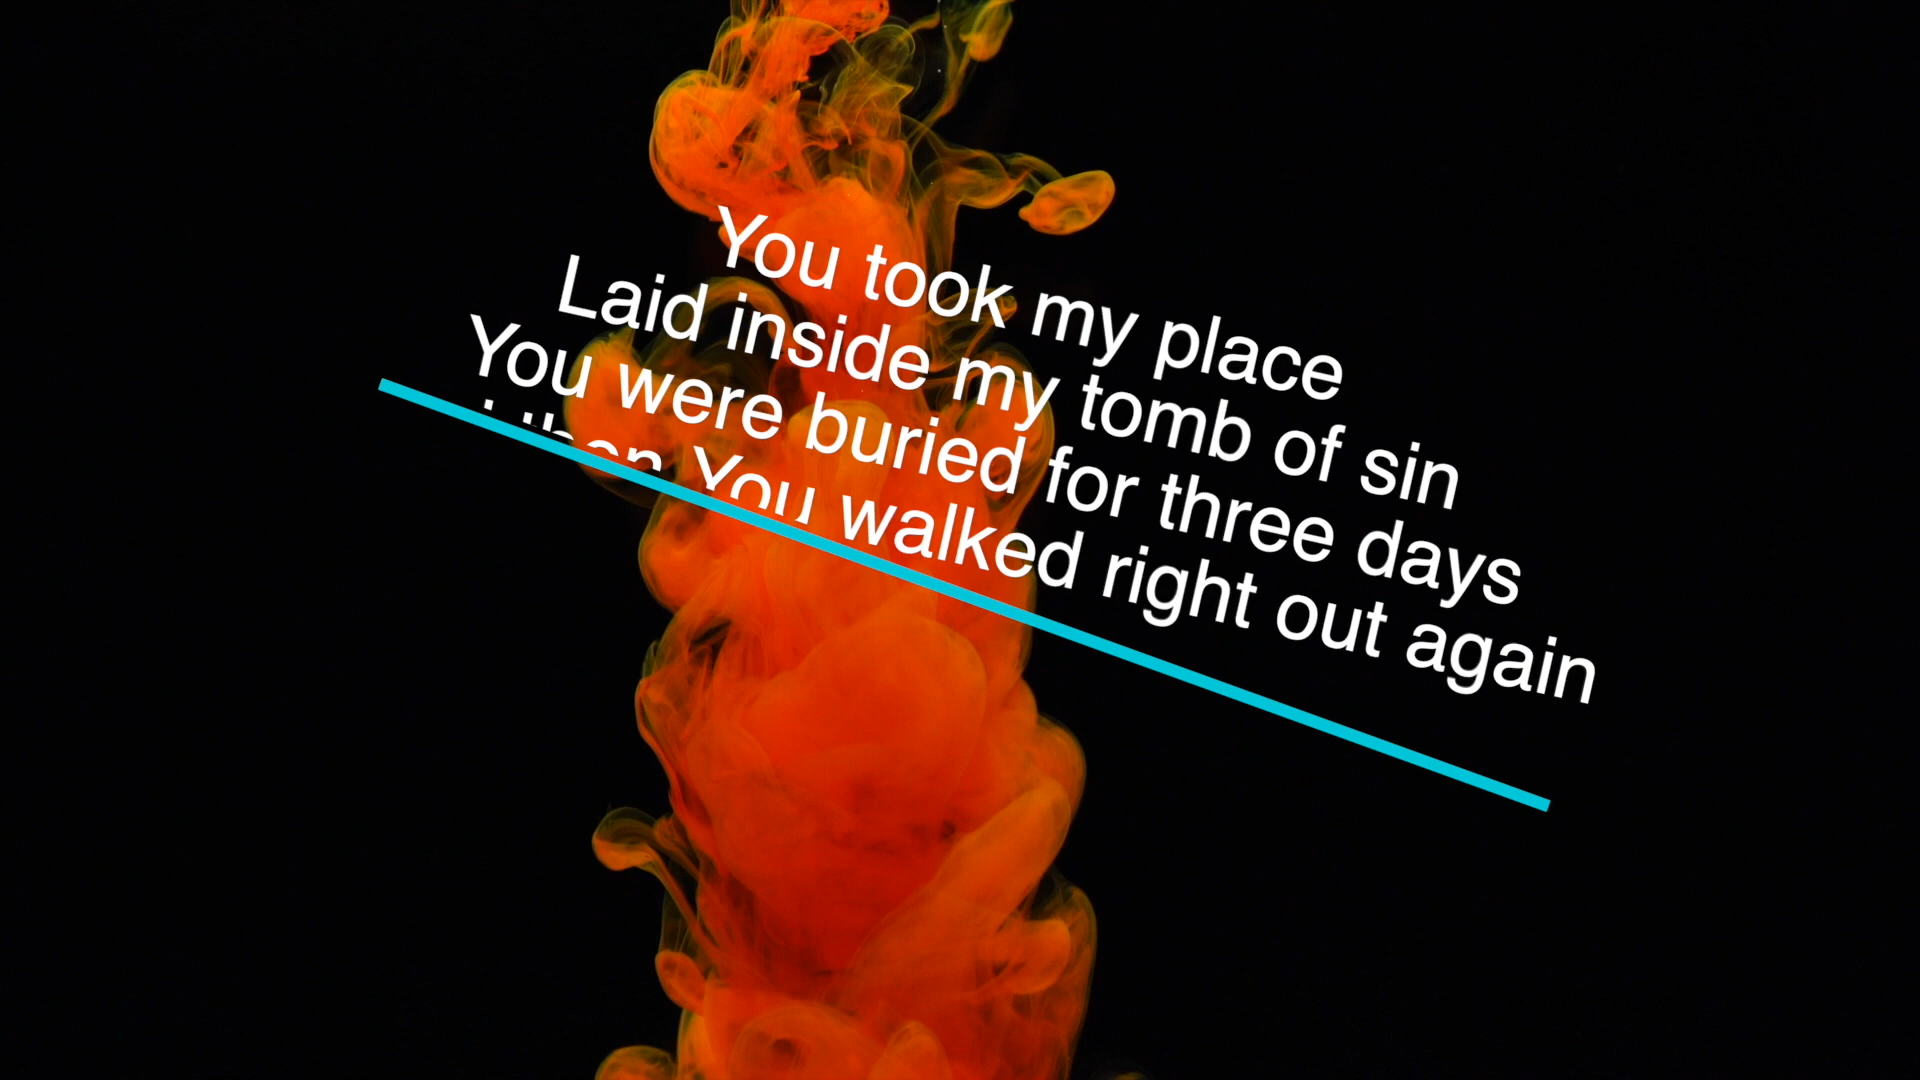 You took my place
Laid inside my tomb of sin
You were buried for three days
then You walked right out again